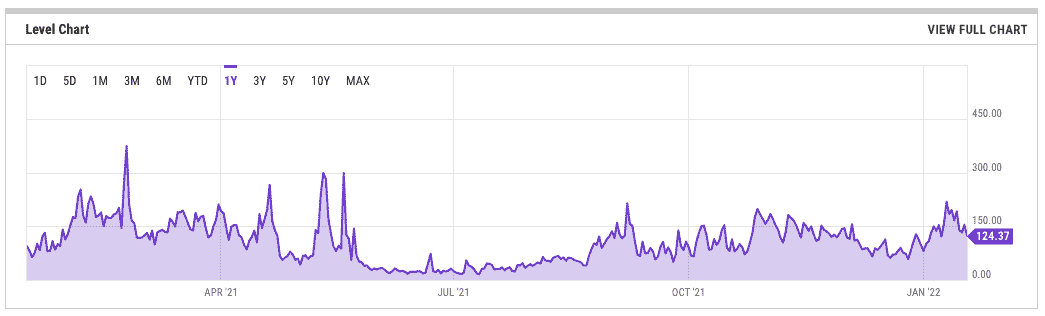 Level Chart VIEW FULL CHART
1D 5D 1M 3M 6M YTD 1Y 3Y 5Y 10Y MAX
450.00
300.00
150.00
124.37
0.00
APR '21 JUL '21 OCT '21 JAN '22